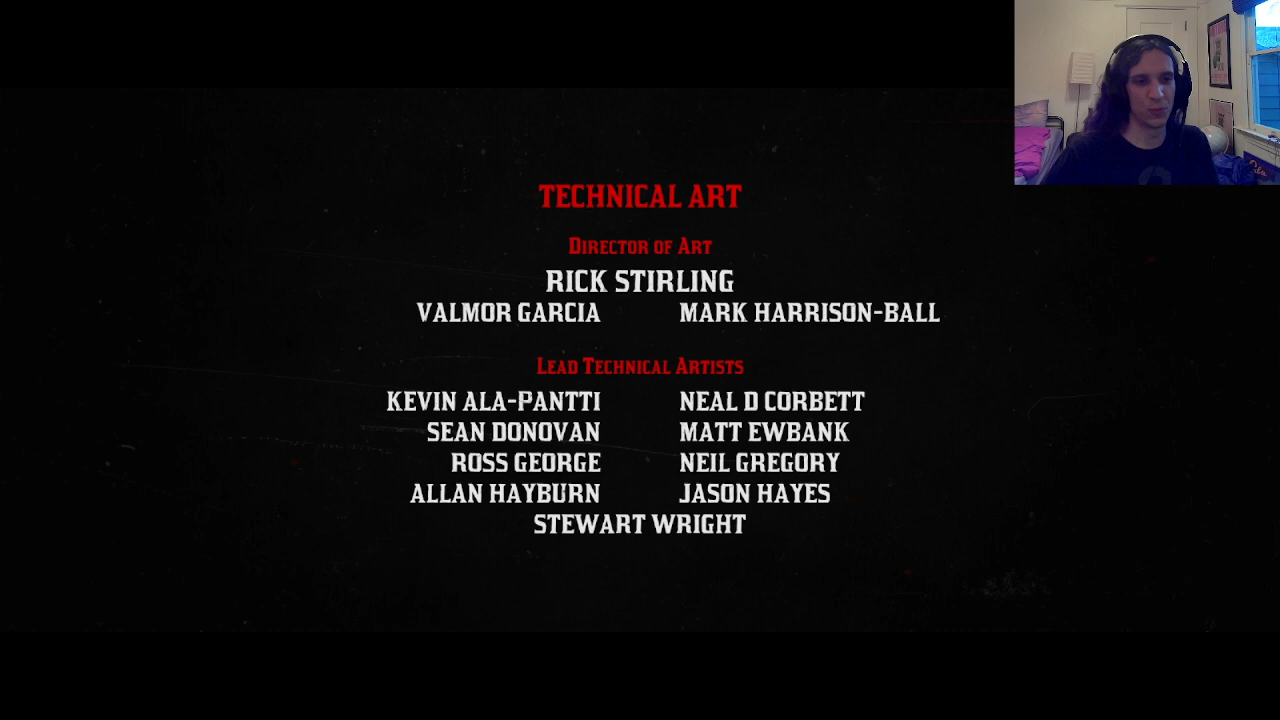 TECHNICAL ART
DIRECTOR OF ART
RICK STIRLING
VALMOR GARCIA MARK HARRISON-BALL
LEAD TECHNICAL ARTISTS
KEVIN ALA-PANTTI NEAL D CORBETT
SEAN DONOVAN MATT EWBANK
ROSS GEORGE NEIL GREGORY
ALLAN HAYBURN JASON HAYES
STEWART WRIGHT